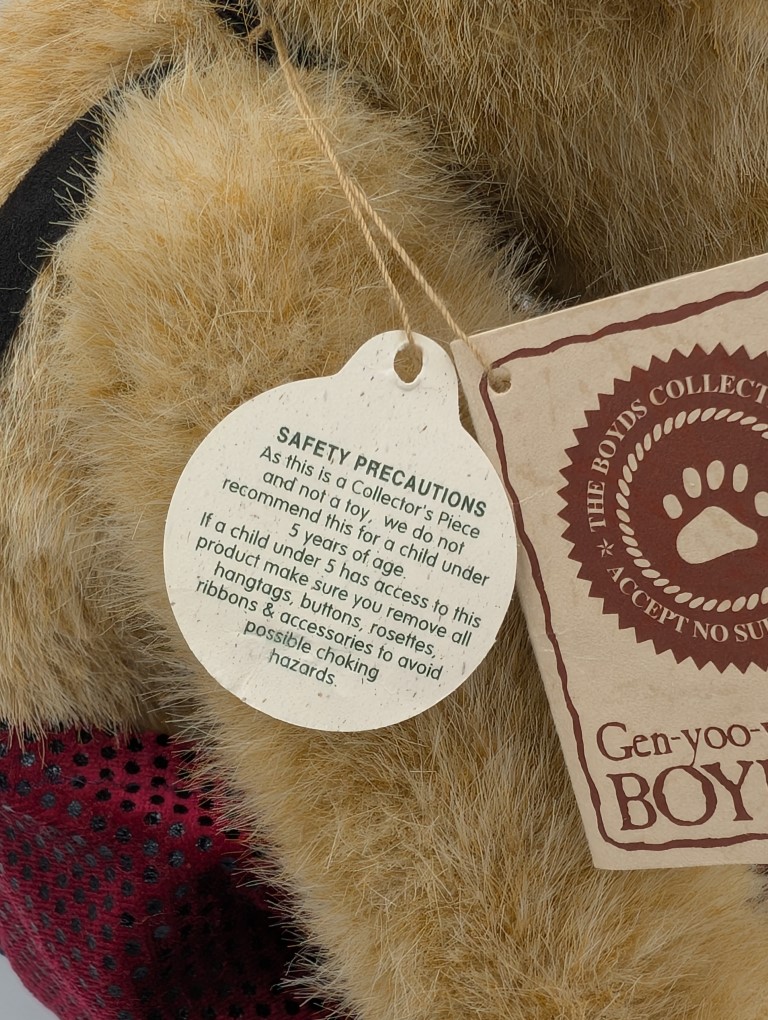 SAFETY PRECAUTIONS
As this is a Collector's Piece
and not a toy, we do not
recommend this for a child under
5 years of age.
If a child under 5 has access to this
product make sure you remove all
hangtags, buttons, rosettes,
ribbons & accessories to avoid
possible choking
hazards.
THE BOYDS COLLECT
ACCEPT NO SU
Gen-yoo-
BOY